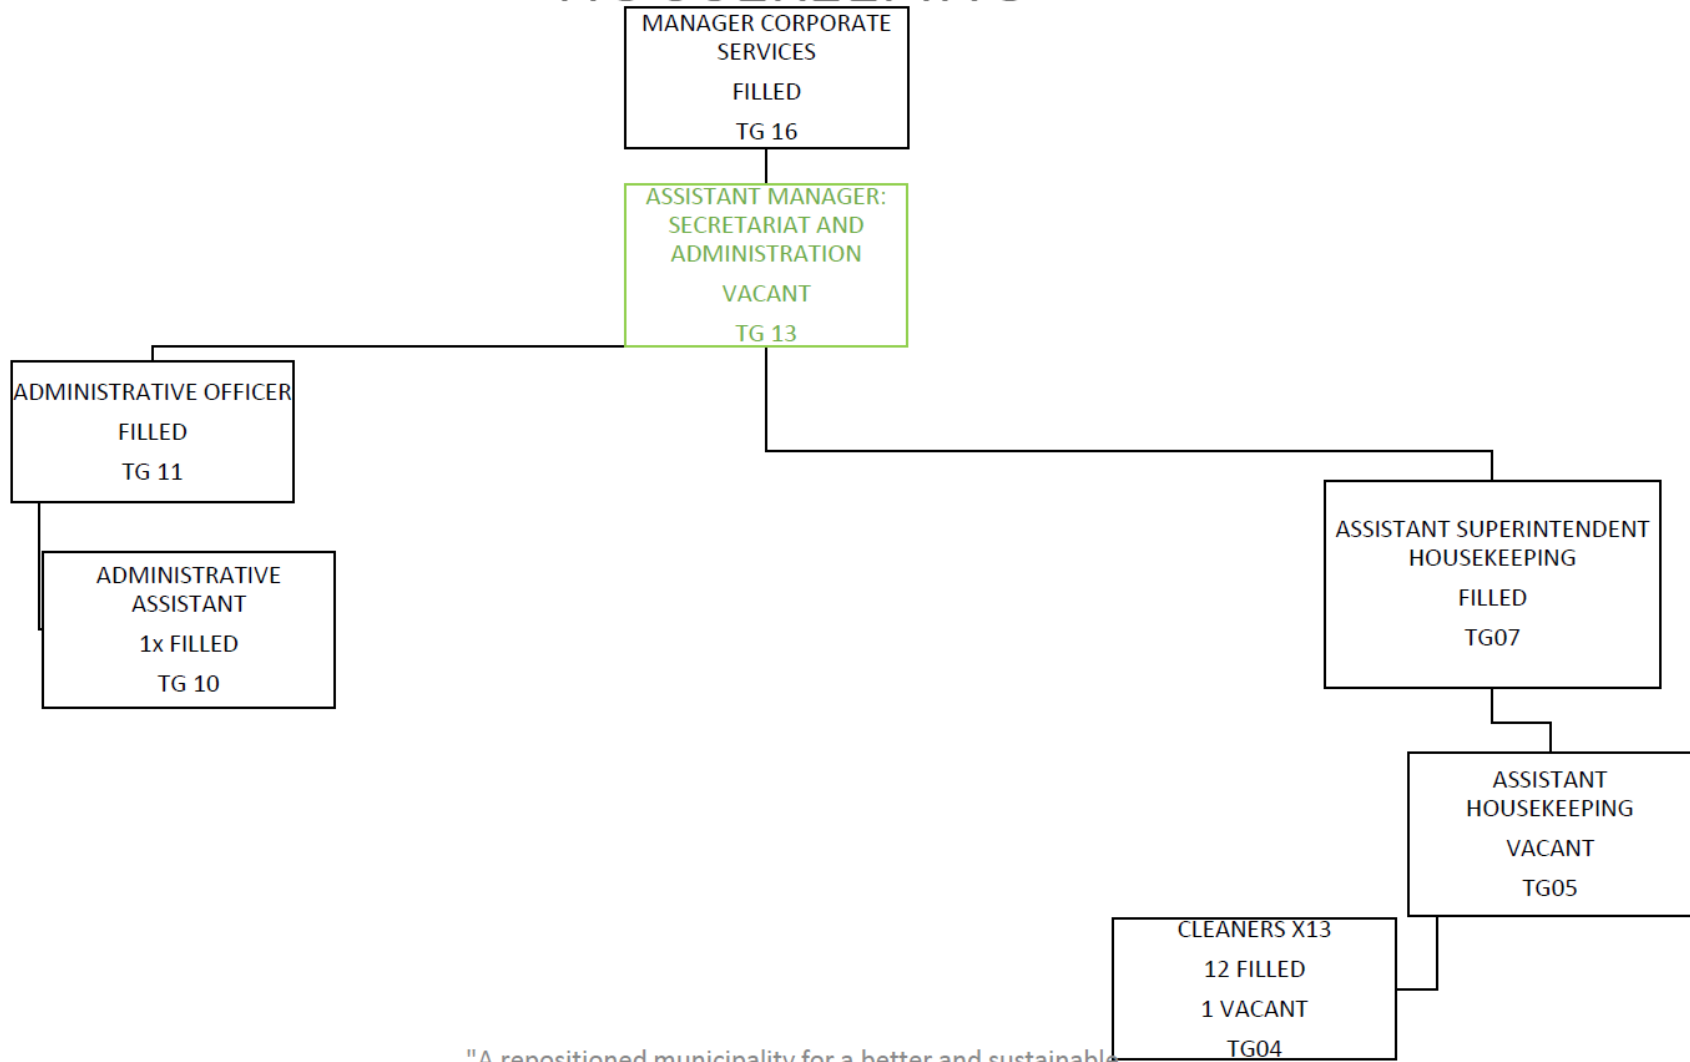 MANAGER CORPORATE
SERVICES
FILLED
TG 16
ASSISTANT MANAGER:
SECRETARIAT AND
ADMINISTRATION
VACANT
TG 13
ADMINISTRATIVE OFFICER
FILLED
TG 11
ADMINISTRATIVE
ASSISTANT
1x FILLED
TG 10
ASSISTANT SUPERINTENDENT
HOUSEKEEPING
FILLED
TG07
ASSISTANT
HOUSEKEEPING
VACANT
TG05
CLEANERS X13
12 FILLED
1 VACANT
TG04
"A repositioned municipality for a better and sustainable